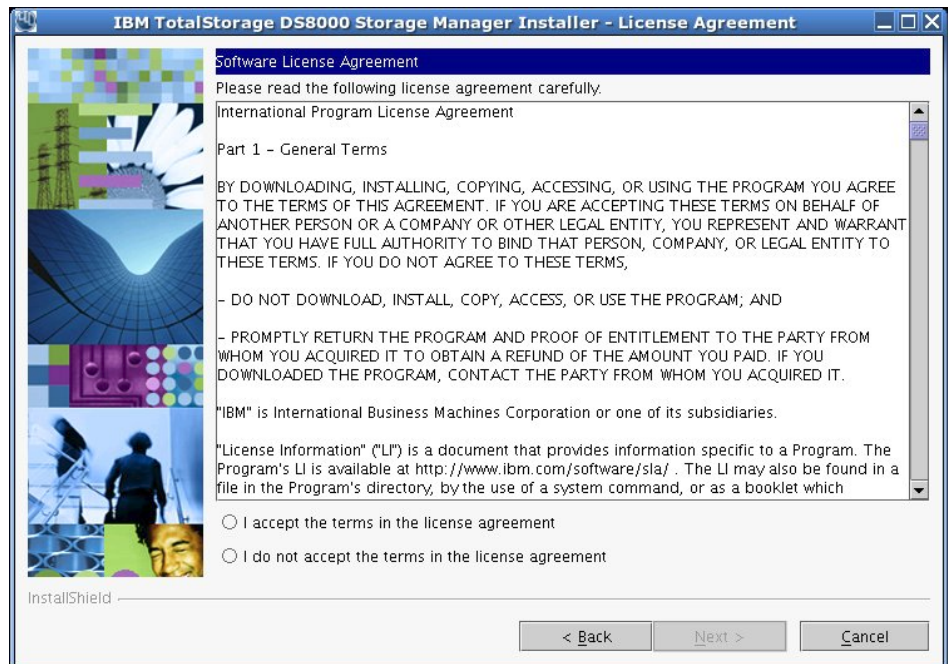 IBM TotalStorage DS8000 Storage Manager Installer - License Agreement
Software License Agreement
Please read the following license agreement carefully.
International Program License Agreement
Part 1 - General Terms
BY DOWNLOADING, INSTALLING, COPYING, ACCESSING, OR USING THE PROGRAM YOU AGREE
TO THE TERMS OF THIS AGREEMENT. IF YOU ARE ACCEPTING THESE TERMS ON BEHALF OF
ANOTHER PERSON OR A COMPANY OR OTHER LEGAL ENTITY, YOU REPRESENT AND WARRANT
THAT YOU HAVE FULL AUTHORITY TO BIND THAT PERSON, COMPANY, OR LEGAL ENTITY TO
THESE TERMS. IF YOU DO NOT AGREE TO THESE TERMS,
- DO NOT DOWNLOAD, INSTALL, COPY, ACCESS, OR USE THE PROGRAM; AND
- PROMPTLY RETURN THE PROGRAM AND PROOF OF ENTITLEMENT TO THE PARTY FROM
WHOM YOU ACQUIRED IT TO OBTAIN A REFUND OF THE AMOUNT YOU PAID. IF YOU
DOWNLOADED THE PROGRAM, CONTACT THE PARTY FROM WHOM YOU ACQUIRED IT.
"IBM" is International Business Machines Corporation or one of its subsidiaries.
"License Information" ("LI") is a document that provides information specific to a Program. The
Program's LI is available at http://www.ibm.com/software/sla/ . The LI may also be found in a
file in the Program's directory, by the use of a system command, or as a booklet which
I accept the terms in the license agreement
I do not accept the terms in the license agreement
InstallShield
< Back
Next >
Cancel